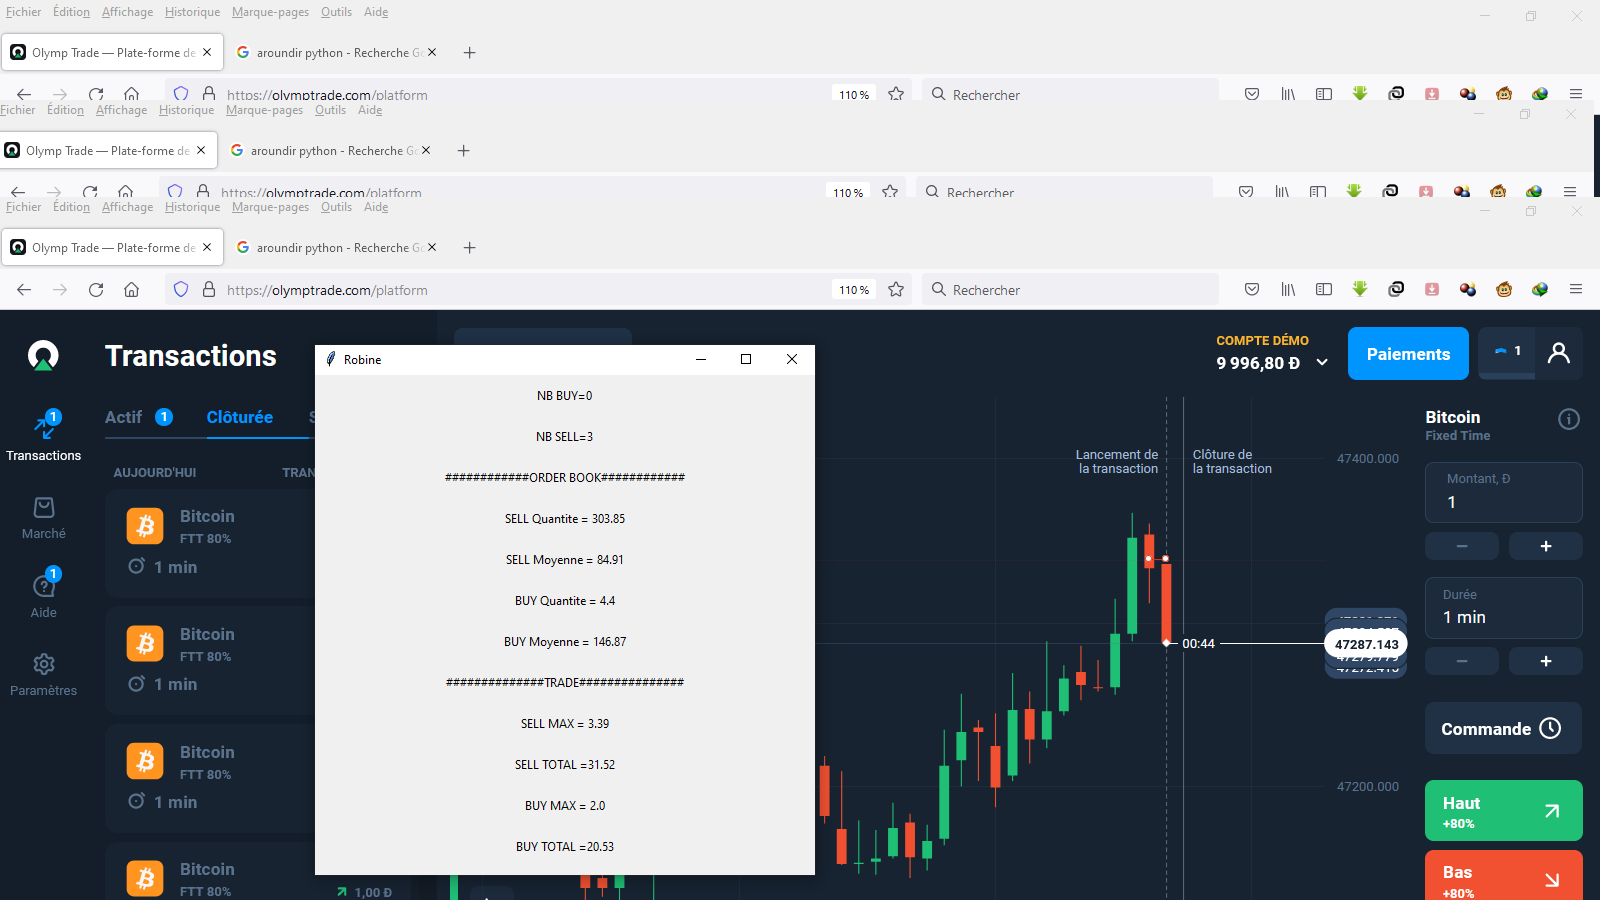 Fichier Édition Affichage Historique Marque-pages Outils Aide
Olymp Trade — Plate-forme de
aroundir python - Recherche Go
https://olymptrade.com/platform
110 %
Rechercher
Fichier Édition Affichage Historique Marque-pages Outils Aide
Olymp Trade — Plate-forme de
aroundir python - Recherche Go
https://olymptrade.com/platform
110 %
Rechercher
Fichier Édition Affichage Historique Marque-pages Outils Aide
Olymp Trade — Plate-forme de
aroundir python - Recherche Go
https://olymptrade.com/platform
110 %
Rechercher
Transactions
COMPTE DÉMO
9 996,80 Đ
Paiements
1
1
Transactions
Marché
1
Aide
Paramètres
Actif 1
Clôturée
S
AUJOURD'HUI
TRAN
Bitcoin
FTT 80%
1 min
Bitcoin
FTT 80%
1 min
Bitcoin
FTT 80%
1 min
Bitcoin
FTT 80%
1,00 Đ
Robine
NB BUY=0
NB SELL=3
############ORDER BOOK############
SELL Quantite = 303.85
SELL Moyenne = 84.91
BUY Quantite = 4.4
BUY Moyenne = 146.87
##############TRADE###############
SELL MAX = 3.39
SELL TOTAL =31.52
BUY MAX = 2.0
BUY TOTAL =20.53
Lancement de
la transaction
Clôture de
la transaction
47400.000
00:44
47287.143
47279.779
47272.415
47200.000
Bitcoin
Fixed Time
Montant, Đ
1
Durée
1 min
Commande
Haut
+80%
Bas
+80%